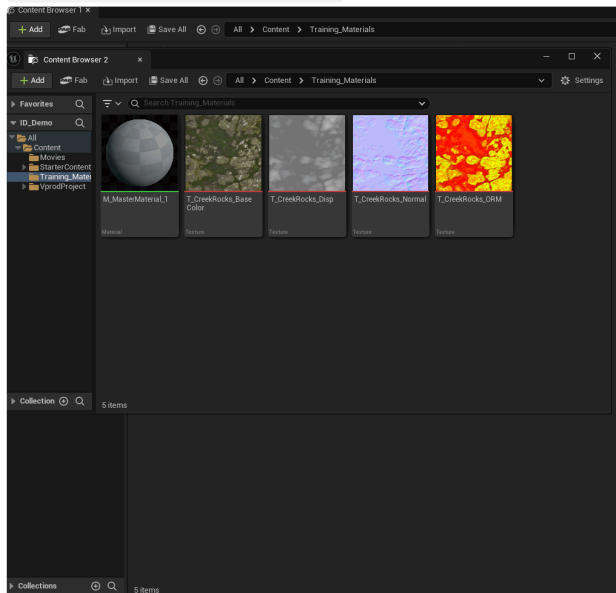 Content Browser 1 ×
+ Add Fab Import Save All All > Content > Training_Materials
Content Browser 2 ×
+ Add Fab Import Save All All > Content > Training_Materials Settings
Favorites
Search Training_Materials
ID_Demo
All
Content
Movies
StarterContent
Training_Mater
VprodProject
M_MasterMaterial_1
Material
T_CreekRocks_Base
Color
Texture
T_CreekRocks_Disp
Texture
T_CreekRocks_Normal
Texture
T_CreekRocks_ORM
Texture
Collection
5 items
Collections
5 items